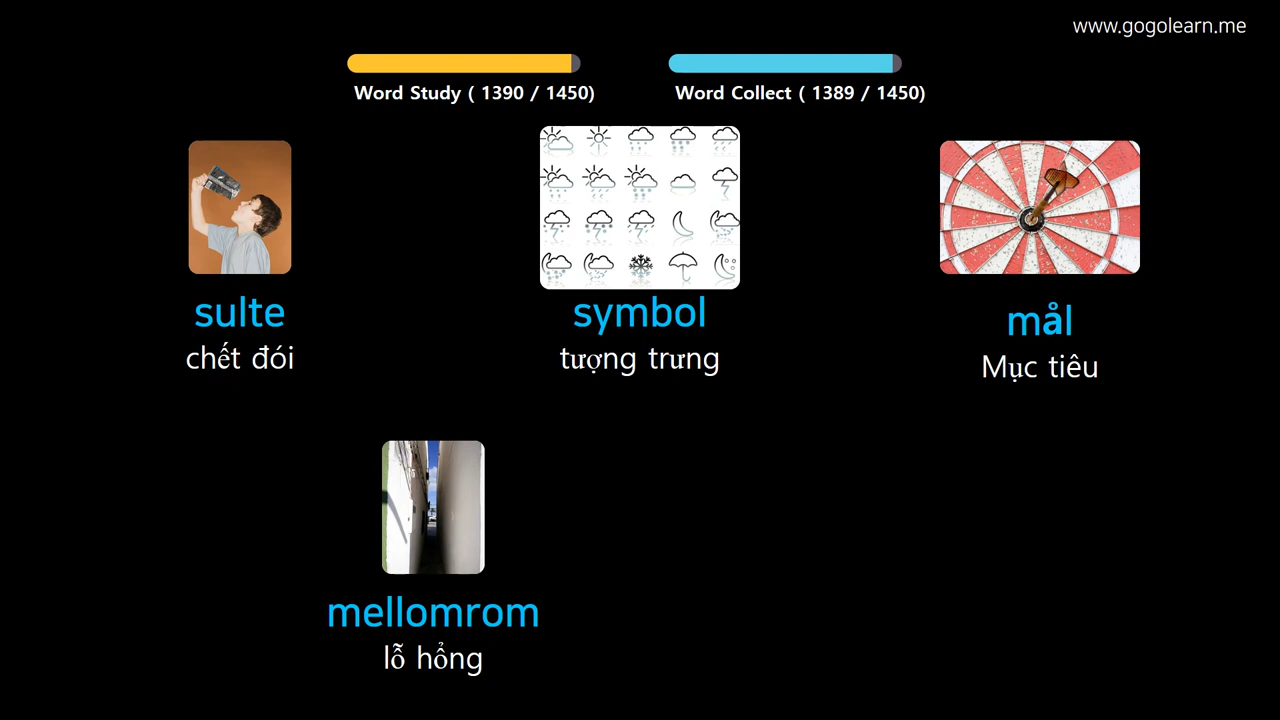 www.gogolearn.me
Word Study ( 1390 / 1450)
Word Collect ( 1389 / 1450)
sulte
chết đói
symbol
tượng trưng
mål
Mục tiêu
mellomrom
lỗ hổng